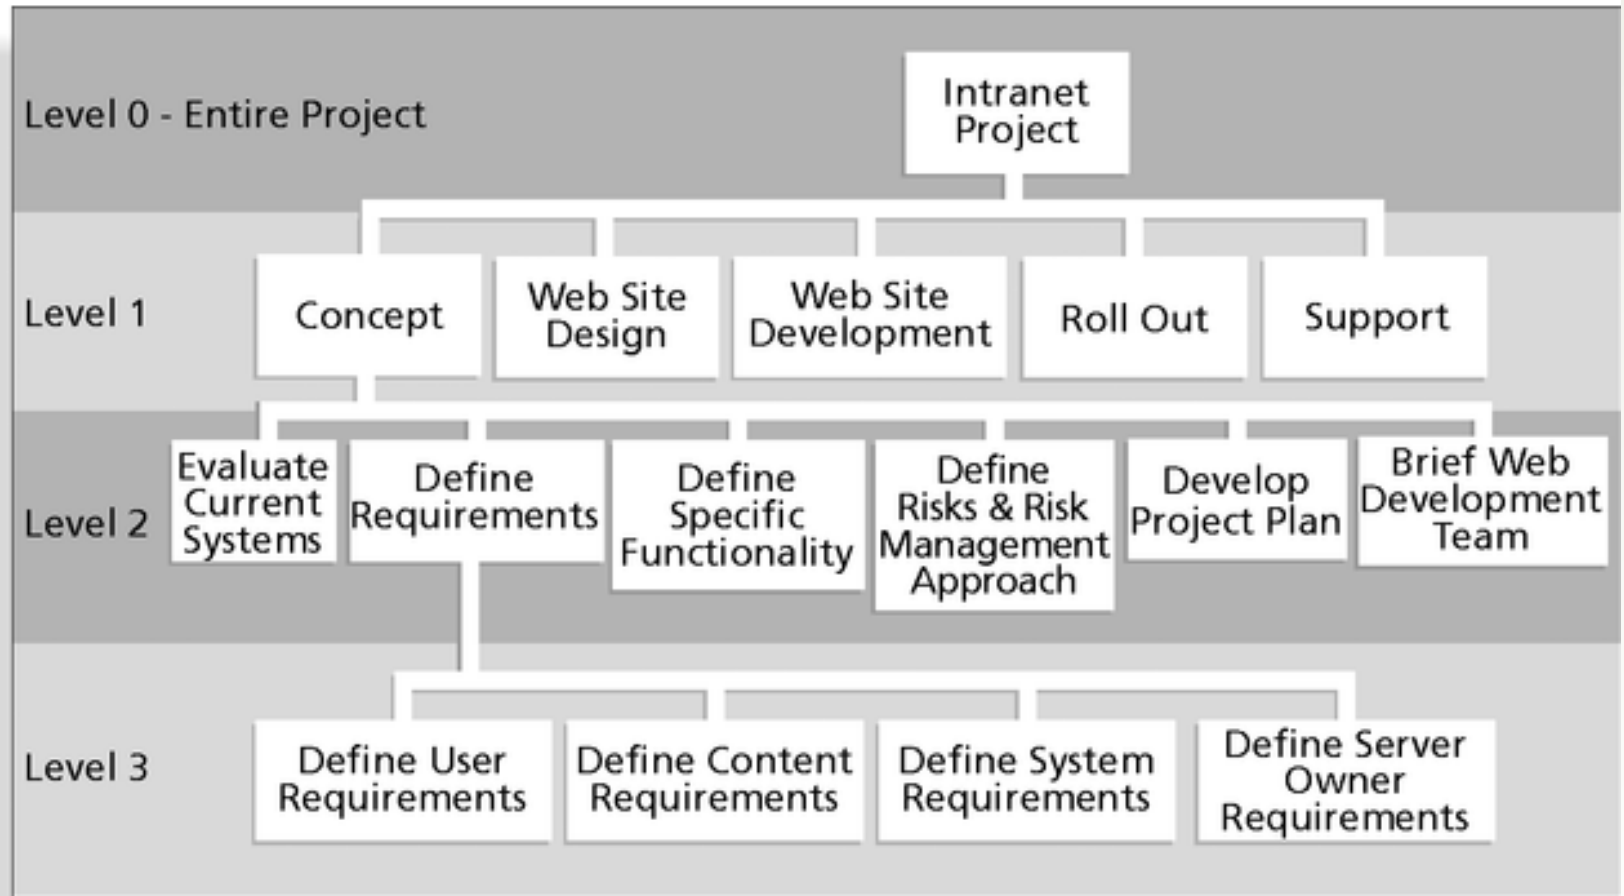 Level 0 - Entire Project
Intranet
Project
Level 1
Concept
Web Site
Design
Web Site
Development
Roll Out
Support
Level 2
Evaluate
Current
Systems
Define
Requirements
Define
Specific
Functionality
Define
Risks & Risk
Management
Approach
Develop
Project Plan
Brief Web
Development
Team
Level 3
Define User
Requirements
Define Content
Requirements
Define System
Requirements
Define Server
Owner
Requirements